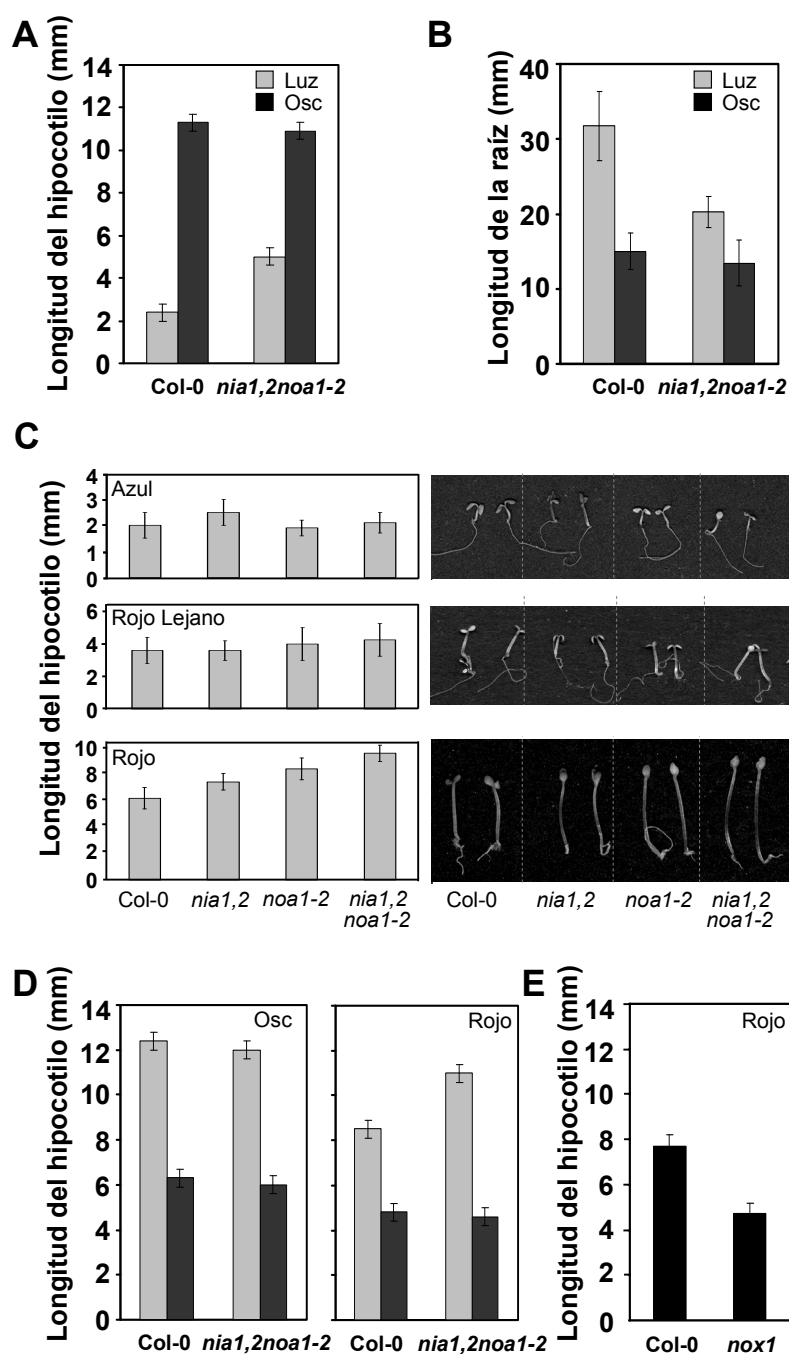 A
Longitud del hipocotilo (mm)
14
12
10
8
6
4
2
0
Luz
Osc
Col-0
nia1,2noa1-2
B
Longitud de la raíz (mm)
40
30
20
10
0
Luz
Osc
Col-0
nia1,2noa1-2
C
Longitud del hipocotilo (mm)
Azul
4
3
2
1
0
Rojo Lejano
6
4
2
0
Rojo
10
8
6
4
2
0
Col-0
nia1,2
noa1-2
nia1,2
noa1-2
Col-0
nia1,2
noa1-2
nia1,2
noa1-2
D
Longitud del hipocotilo (mm)
14
12
10
8
6
4
2
0
Osc
Col-0
nia1,2noa1-2
Rojo
Col-0
nia1,2noa1-2
E
Longitud del hipocotilo (mm)
14
12
10
8
6
4
2
0
Rojo
Col-0
nox1